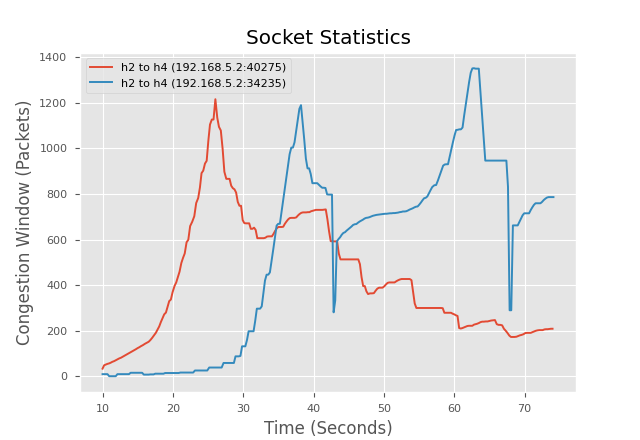 Socket Statistics
h2 to h4 (192.168.5.2:40275)
h2 to h4 (192.168.5.2:34235)
Congestion Window (Packets)
1400
1200
1000
800
600
400
200
0
10 20 30 40 50 60 70
Time (Seconds)